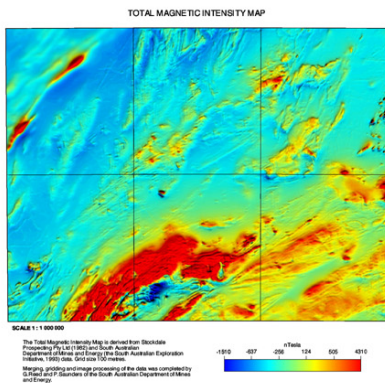 TOTAL MAGNETIC INTENSITY MAP
SCALE 1 : 1 000 000
The Total Magnetic Intensity Map is derived from Stockdale
Prospecting Pty Ltd (1982) and South Australian
Department of Mines and Energy (the South Australian Exploration
Initiative, 1993) data. Grid size 100 metres.
Merging, gridding and image processing of the data was completed by
G.Reed and P.Saunders of the South Australian Department of Mines
and Energy.
nTesla
-1510 -637 -124 505 4310